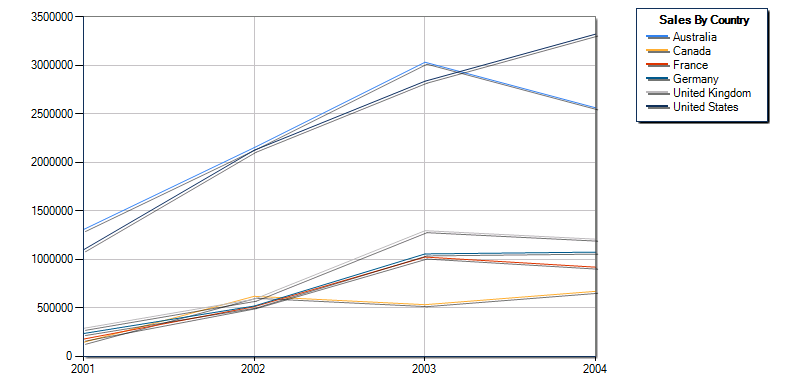 3500000
3000000
2500000
2000000
1500000
1000000
500000
0
2001 2002 2003 2004
Sales By Country
Australia
Canada
France
Germany
United Kingdom
United States